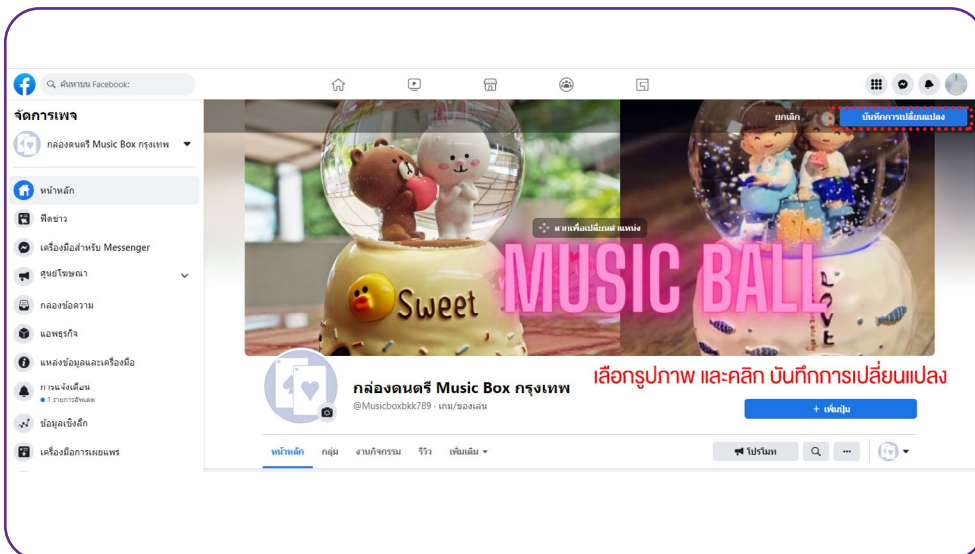 ค้นหาบน Facebook:
จัดการเพจ
กล่องดนตรี Music Box กรุงเทพ
หน้าหลัก
ฟีดข่าว
เครื่องมือสำหรับ Messenger
ศูนย์โฆษณา
กล่องข้อความ
แอพธุรกิจ
แหล่งข้อมูลและเครื่องมือ
การแจ้งเตือน
1 รายการอัพเดต
ข้อมูลเชิงลึก
เครื่องมือการเผยแพร่
ยกเลิก
บันทึกการเปลี่ยนแปลง
ลากเพื่อเปลี่ยนตำแหน่ง
MUSIC BALL
Sweet
LOVE
กล่องดนตรี Music Box กรุงเทพ
@Musicboxbkk789 - เกม/ของเล่น
เลือกรูปภาพ และคลิก บันทึกการเปลี่ยนแปลง
+ เพิ่มปุ่ม
หน้าหลัก กลุ่ม งานกิจกรรม รีวิว เพิ่มเติม
โปรโมท